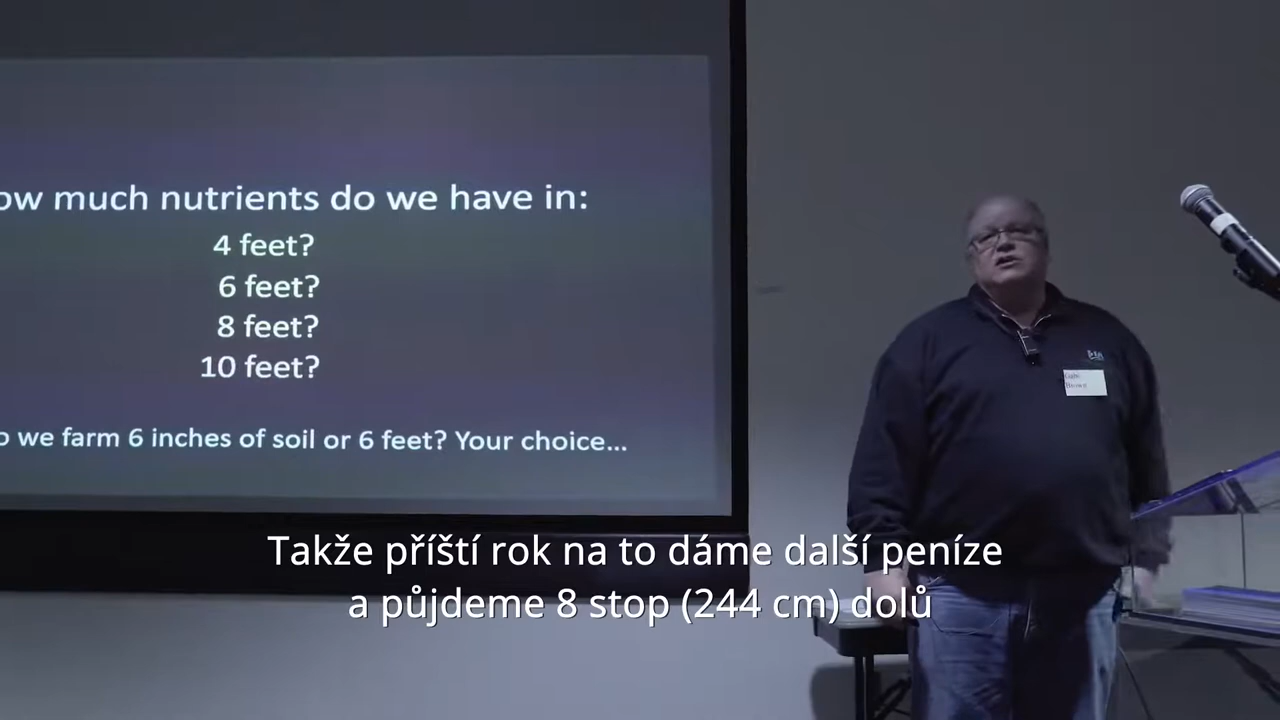 ow much nutrients do we have in:
4 feet?
6 feet?
8 feet?
10 feet?
o we farm 6 inches of soil or 6 feet? Your choice...
Gabe
Brown
Takže příští rok na to dáme další peníze
a půjdeme 8 stop (244 cm) dolů